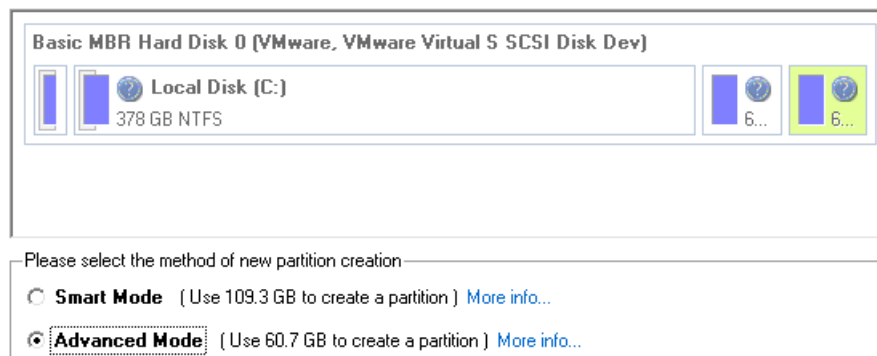 Basic MBR Hard Disk 0 (VMware, VMware Virtual S SCSI Disk Dev)
Local Disk (C:)
378 GB NTFS
6...
6...
Please select the method of new partition creation
Smart Mode ( Use 109.3 GB to create a partition ) More info...
Advanced Mode ( Use 60.7 GB to create a partition ) More info...